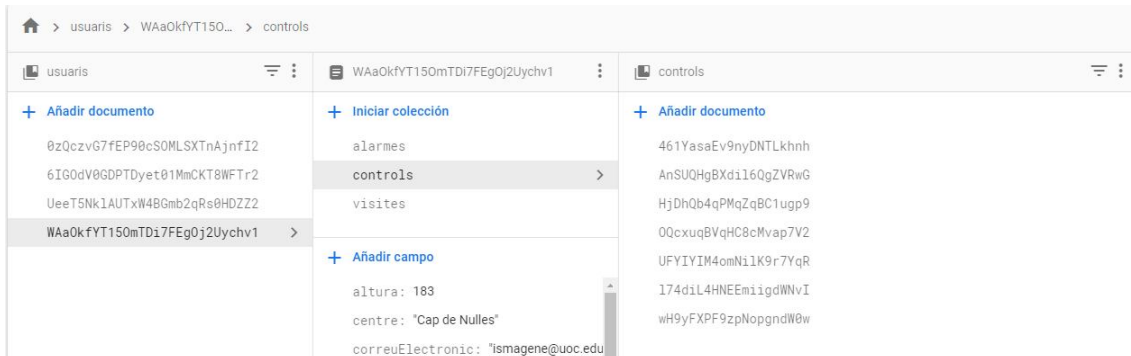 usuaris > WAaOkfYT15O… > controls
usuaris
Añadir documento
0zQczvG7fEP90cSOMLSXTnAjnfI2
6IGOdV0GDPTDyet01MmCKT8WFTr2
UeeT5NklAUTxW4BGmb2qRs0HDZZ2
WAaOkfYT15OmTDi7FEgOj2Uychv1
WAaOkfYT15OmTDi7FEgOj2Uychv1
Iniciar colección
alarmes
controls
visites
Añadir campo
altura: 183
centre: "Cap de Nulles"
correuElectronic: "ismagene@uoc.edu
controls
Añadir documento
461YasaEv9nyDNTLkhnh
AnSUQHgBXdil6QgZVRwG
HjDhQb4qPMqZqBC1ugp9
OQcxuqBVqHC8cMvap7V2
UFYIYIM4omNilK9r7YqR
l74diL4HNEEmiigdWNvI
wH9yFXPF9zpNopgndW0w